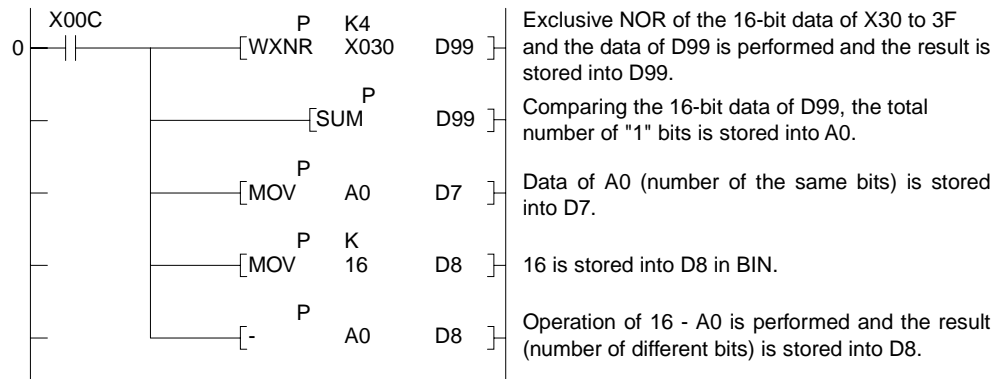 X00C
P K4
0 [WXNR X030 D99 ]
Exclusive NOR of the 16-bit data of X30 to 3F
and the data of D99 is performed and the result is
stored into D99.
P
[SUM D99 ]
Comparing the 16-bit data of D99, the total
number of "1" bits is stored into A0.
P
[MOV A0 D7 ]
Data of A0 (number of the same bits) is stored
into D7.
P K
[MOV 16 D8 ]
16 is stored into D8 in BIN.
P
[- A0 D8 ]
Operation of 16 - A0 is performed and the result
(number of different bits) is stored into D8.